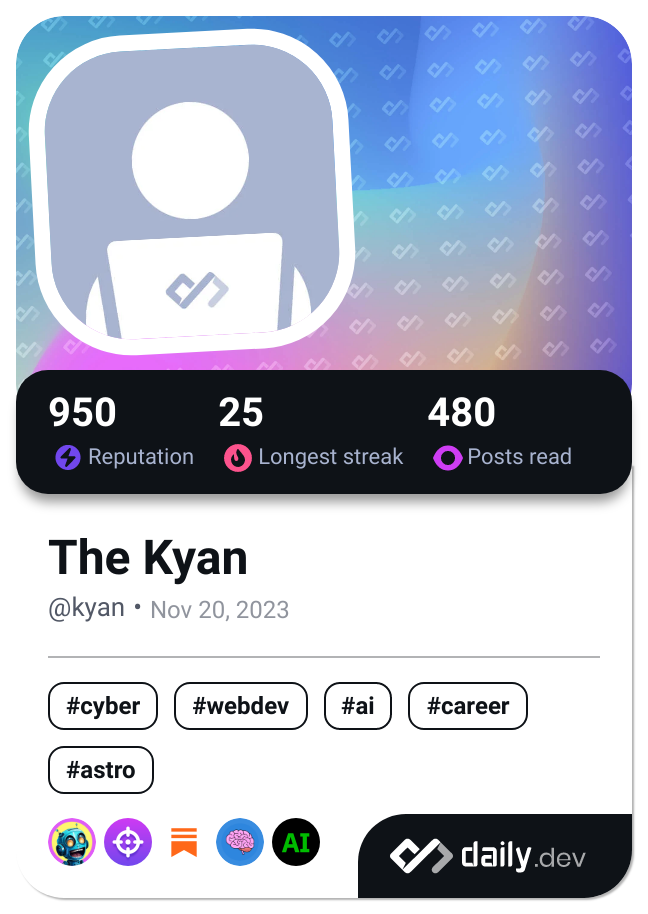 950 25 480
Reputation Longest streak Posts read
The Kyan
@kyan • Nov 20, 2023
#cyber #webdev #ai #career
#astro
AI
daily.dev